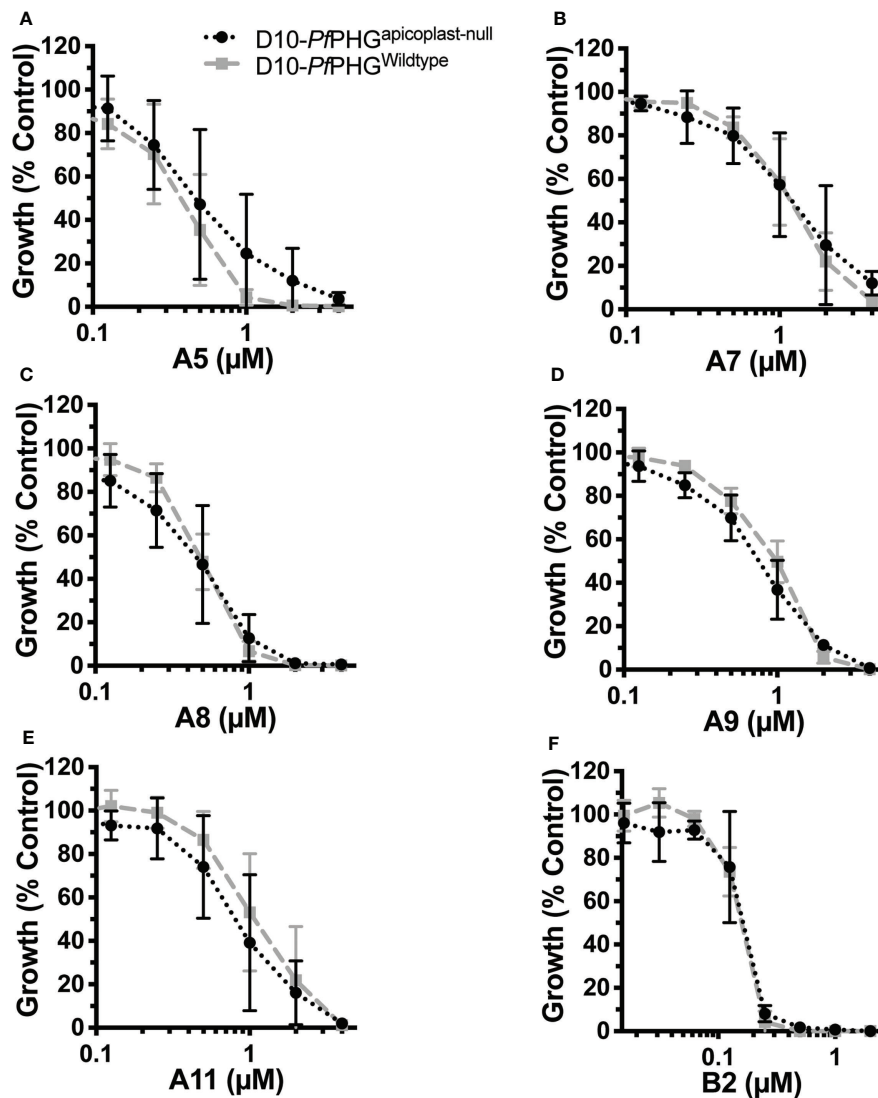 A
D10-PfPHGapicoplast-null
D10-PfPHGWildtype
Growth (% Control)
120
100
80
60
40
20
0
0.1
1
A5 (µM)
B
Growth (% Control)
120
100
80
60
40
20
0
0.1
1
A7 (µM)
C
Growth (% Control)
120
100
80
60
40
20
0
0.1
1
A8 (µM)
D
Growth (% Control)
120
100
80
60
40
20
0
0.1
1
A9 (µM)
E
Growth (% Control)
120
100
80
60
40
20
0
0.1
1
A11 (µM)
F
Growth (% Control)
120
100
80
60
40
20
0
0.1
1
B2 (µM)